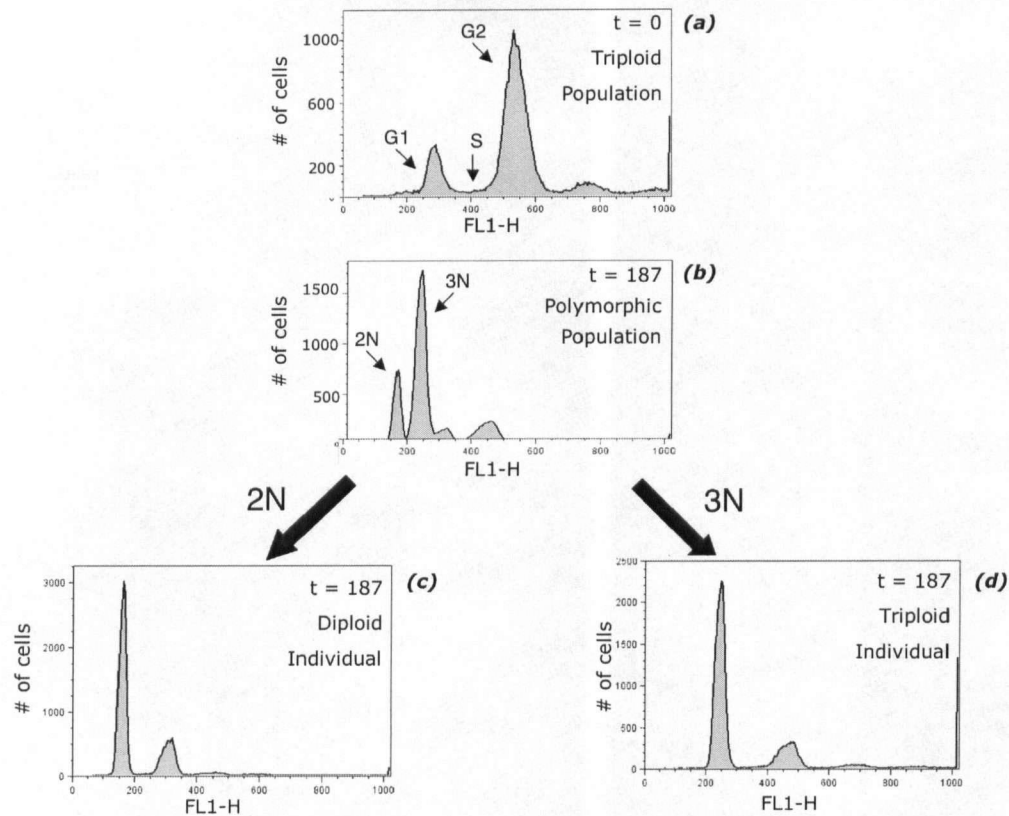 t = 0
(a)
Triploid
Population
G2
G1
S
# of cells
1000
600
400
200
0
0
200
400
600
800
1000
FL1-H
t = 187
(b)
Polymorphic
Population
3N
2N
# of cells
1500
1000
500
0
0
200
400
600
800
1000
FL1-H
2N
3N
t = 187
(c)
Diploid
Individual
# of cells
3000
2000
1000
0
0
200
400
600
800
1000
FL1-H
t = 187
(d)
Triploid
Individual
# of cells
2500
2000
1500
1000
500
0
0
200
400
600
800
1000
FL1-H